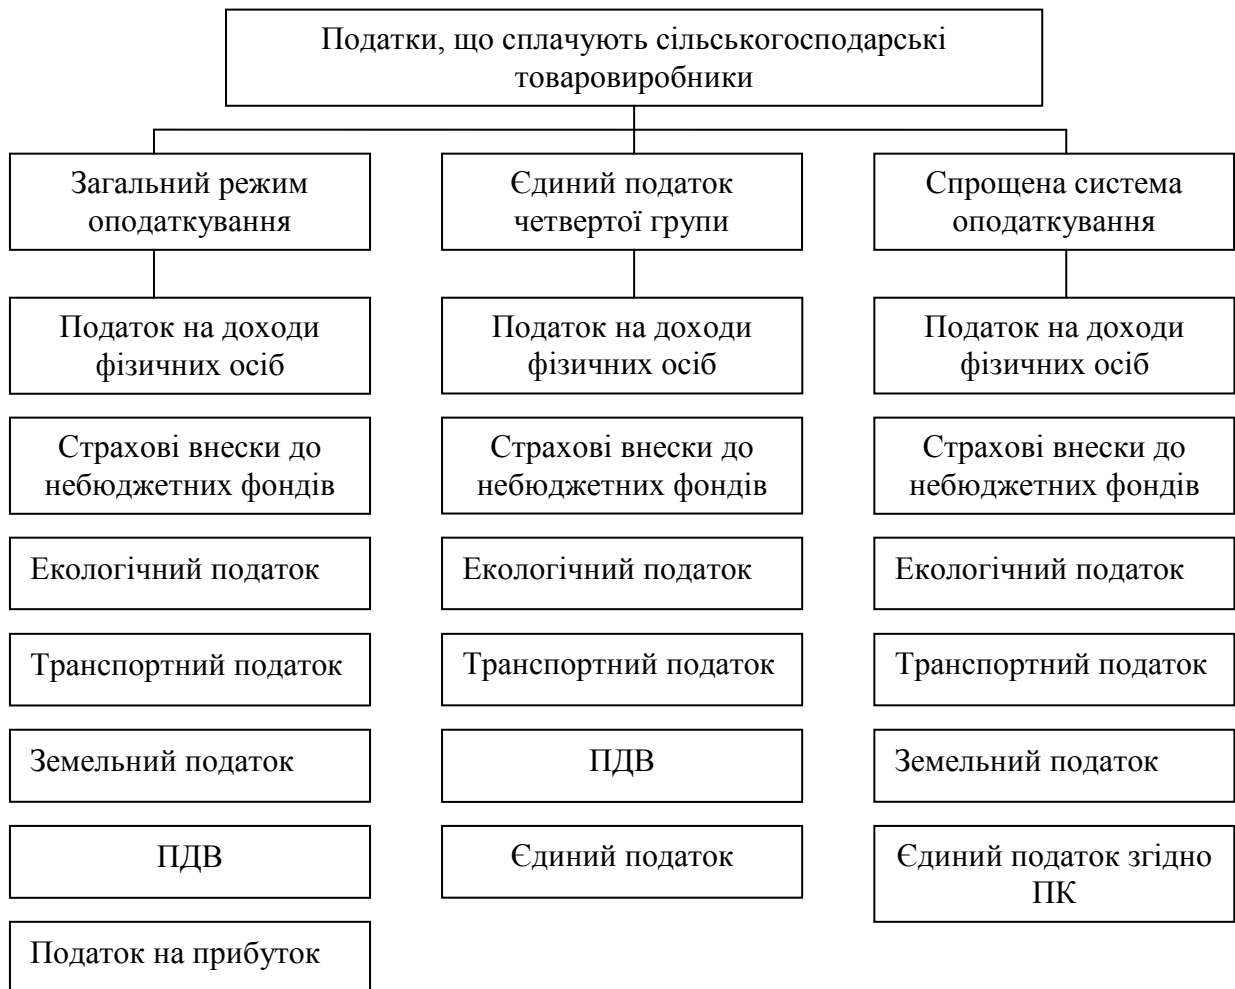 Податки, що сплачують сільськогосподарські
товаровиробники
Загальний режим
оподаткування
Єдиний податок
четвертої групи
Спрощена система
оподаткування
Податок на доходи
фізичних осіб
Податок на доходи
фізичних осіб
Податок на доходи
фізичних осіб
Страхові внески до
небюджетних фондів
Страхові внески до
небюджетних фондів
Страхові внески до
небюджетних фондів
Екологічний податок
Екологічний податок
Екологічний податок
Транспортний податок
Транспортний податок
Транспортний податок
Земельний податок
ПДВ
Земельний податок
ПДВ
Єдиний податок
Єдиний податок згідно
ПК
Податок на прибуток